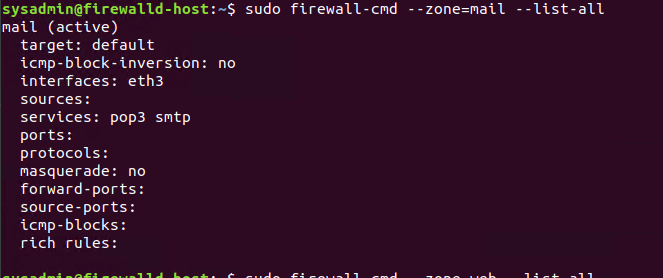 sysadmin@firewalld-host:~$ sudo firewall-cmd --zone=mail --list-all
mail (active)
  target: default
  icmp-block-inversion: no
  interfaces: eth3
  sources:
  services: pop3 smtp
  ports:
  protocols:
  masquerade: no
  forward-ports:
  source-ports:
  icmp-blocks:
  rich rules:
sysadmin@firewalld-host: $ sudo firewall-cmd zone web list-all